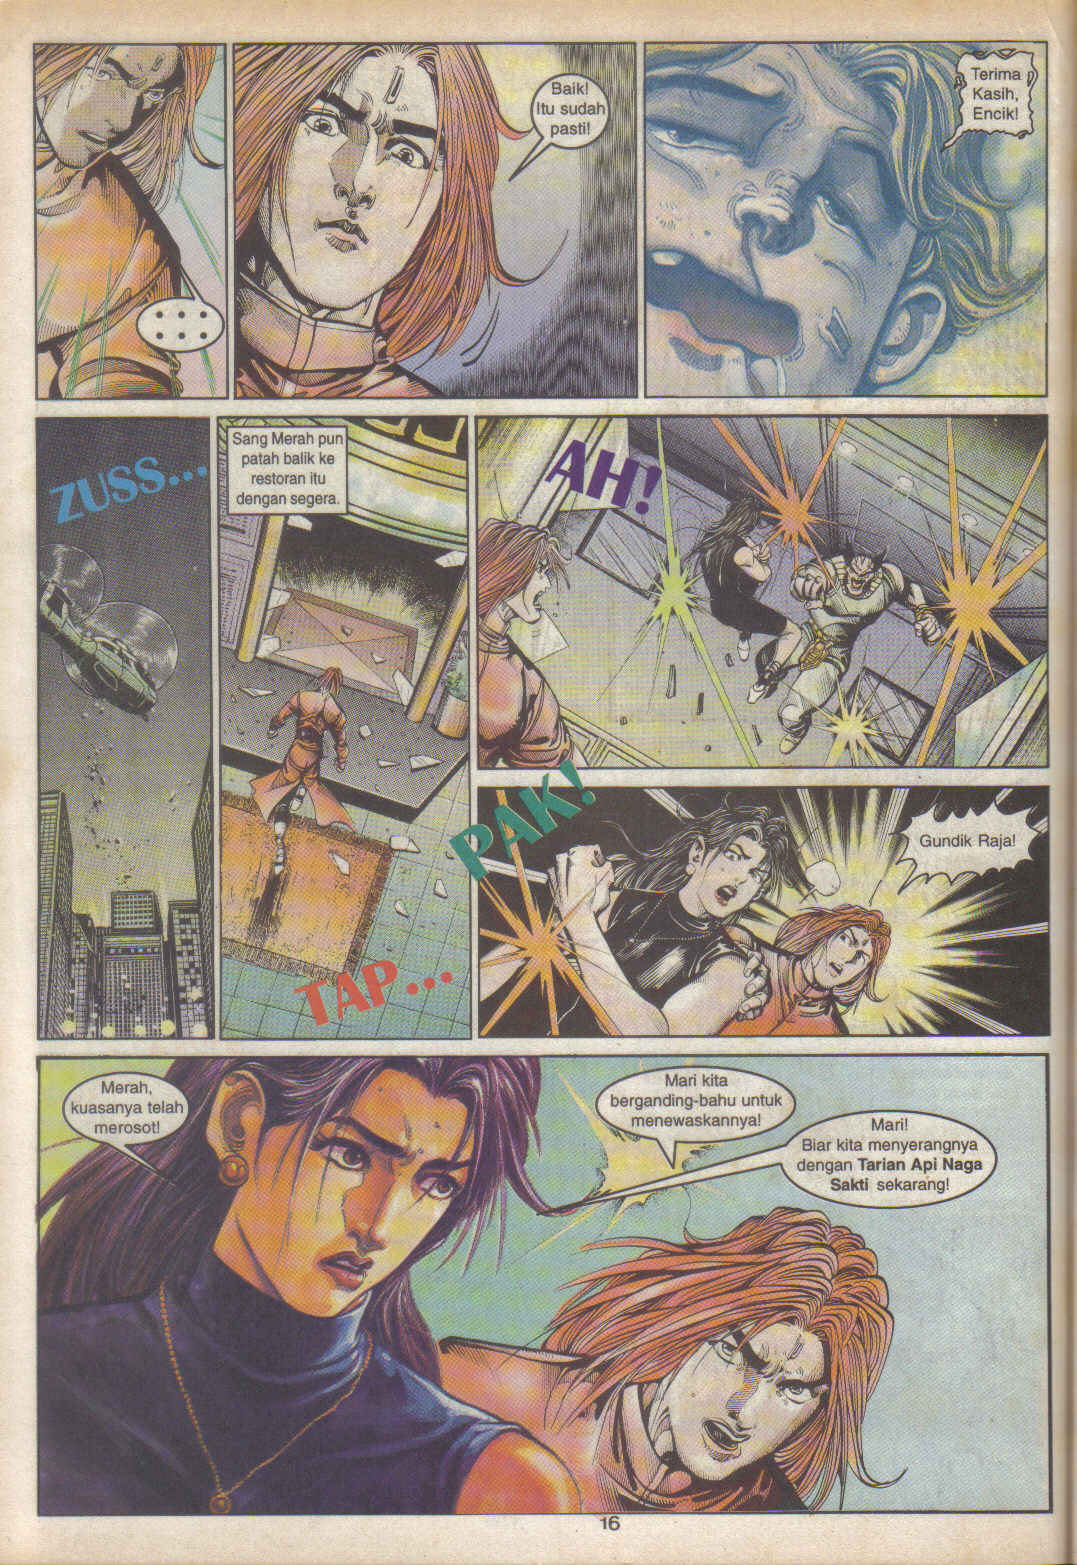 Baik!
Itu sudah
pasti!
Terima
Kasih,
Encik!
ZUSS...
Sang Merah pun
patah balik ke
restoran itu
dengan segera.
TAP...
AH!
PAK!
Gundik Raja!
Merah,
kuasanya telah
merosot!
Mari kita
berganding-bahu untuk
menewaskannya!
Mari!
Biar kita menyerangnya
dengan Tarian Api Naga
Sakti sekarang!
16